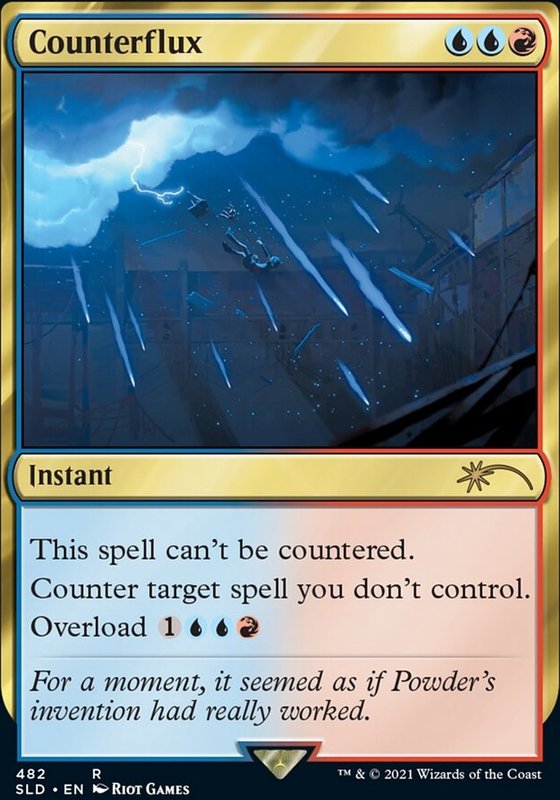 Counterflux
Instant
This spell can't be countered.
Counter target spell you don't control.
Overload 1
For a moment, it seemed as if Powder's
invention had really worked.
482 R
SLD • EN Riot Games
™ & © 2021 Wizards of the Coast